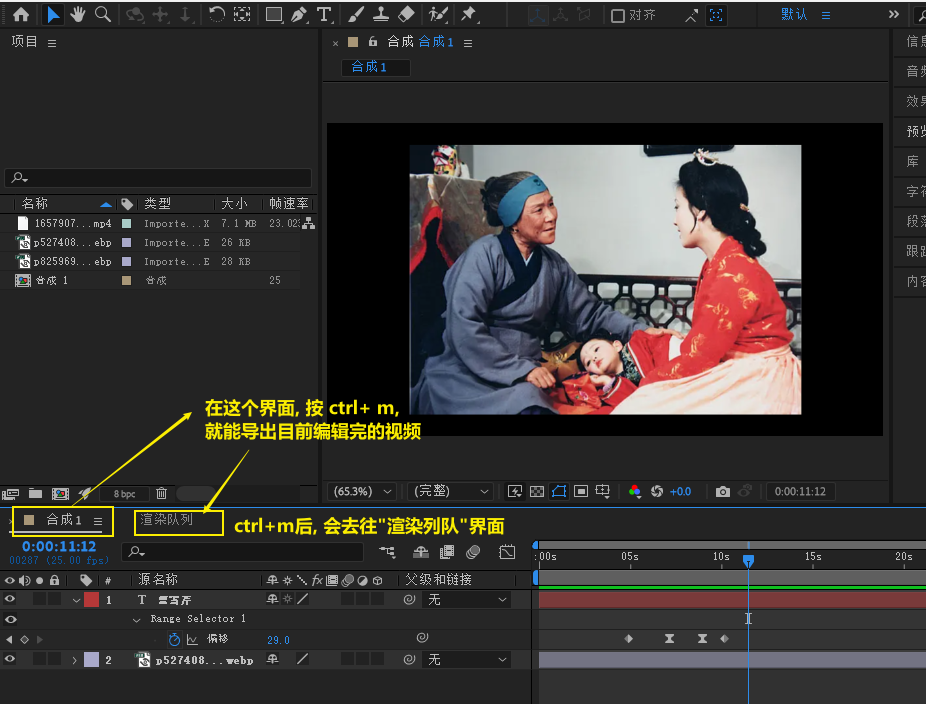 对齐
默认
项目
合成 合成 1
合成 1
名称 类型 大小 帧速率
1657907...mp4 Importe...X 7.1 MB 23.023
p527408...ebp Importe...E 26 KB
p825969...ebp Importe...E 28 KB
合成 1 合成 25
信息
音频
效果
预览
库
字符
段落
跟踪
内容
在这个界面, 按 ctrl+ m,
就能导出目前编辑完的视频
8 bpc
(65.3%) (完整) +0.0 0:00:11:12
合成 1 渲染队列
ctrl+m后, 会去往"渲染列队"界面
0:00:11:12
00287 (25.00 fps)
:00s 05s 10s 15s 20s
# 源名称 fx 父级和链接
1 T 曹雪芹 无
Range Selector 1
偏移 29.0
2 p527408...webp 无